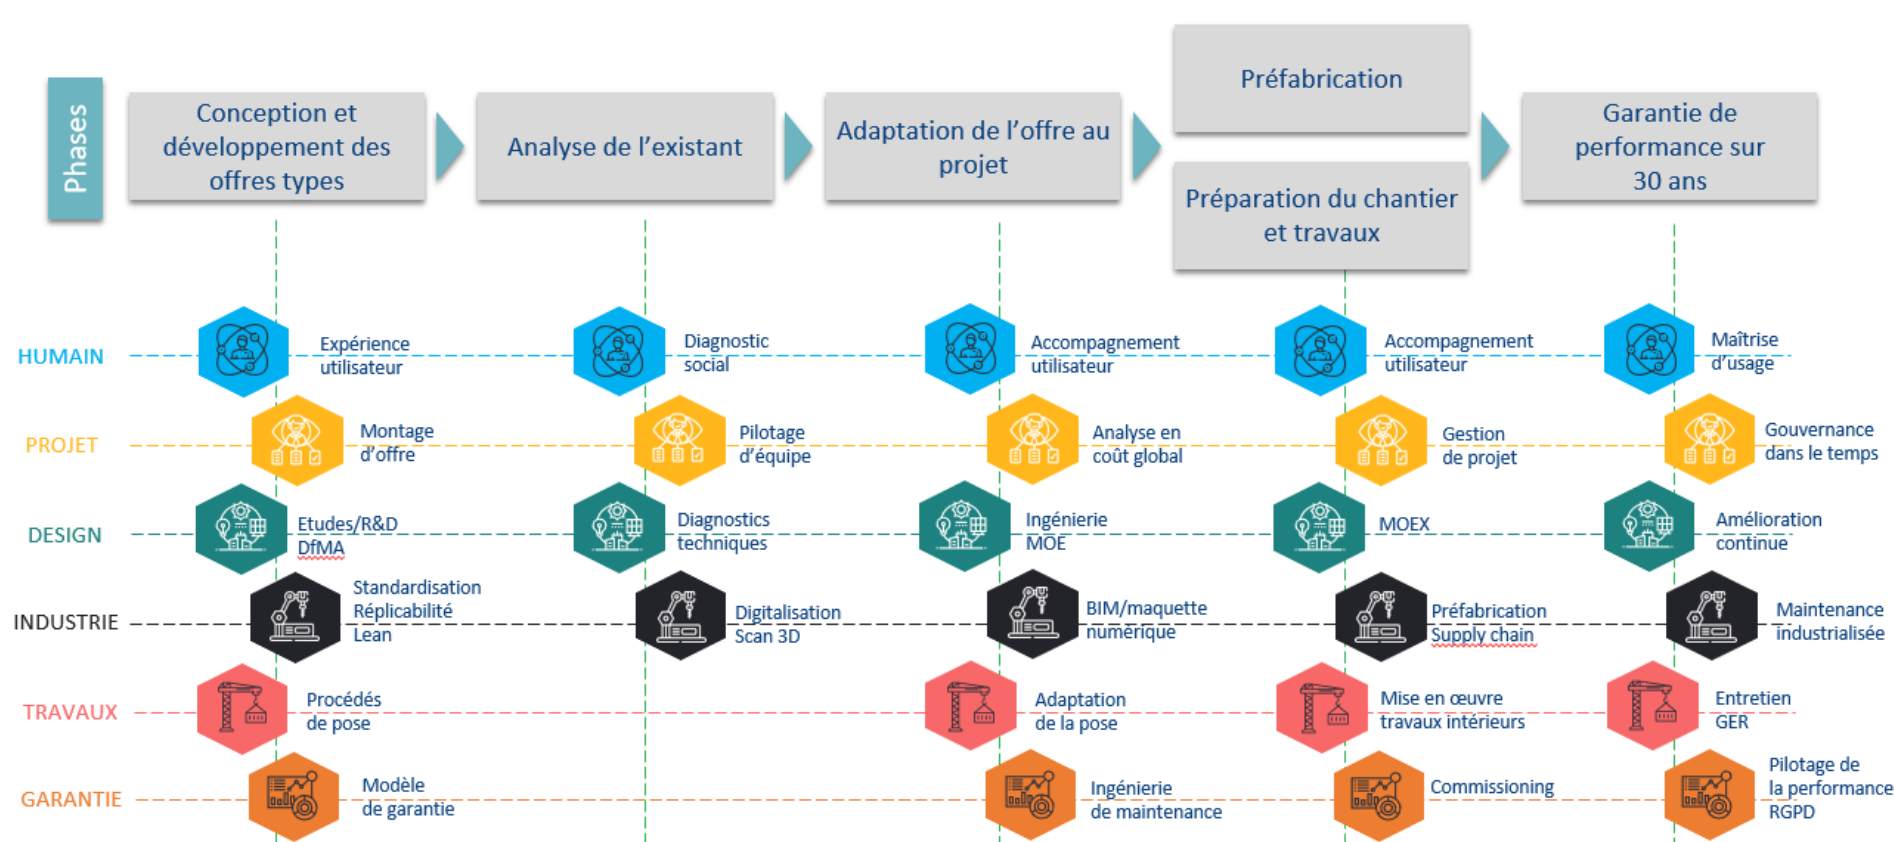 Phases
Conception et
développement des
offres types
Analyse de l’existant
Adaptation de l’offre au
projet
Préfabrication
Préparation du chantier
et travaux
Garantie de
performance sur
30 ans
HUMAIN
Expérience
utilisateur
Diagnostic
social
Accompagnement
utilisateur
Accompagnement
utilisateur
Maîtrise
d’usage
PROJET
Montage
d’offre
Pilotage
d’équipe
Analyse en
coût global
Gestion
de projet
Gouvernance
dans le temps
DESIGN
Etudes/R&D
DfMA
Diagnostics
techniques
Ingénierie
MOE
MOEX
Amélioration
continue
INDUSTRIE
Standardisation
Réplicabilité
Lean
Digitalisation
Scan 3D
BIM/maquette
numérique
Préfabrication
Supply chain
Maintenance
industrialisée
TRAVAUX
Procédés
de pose
Adaptation
de la pose
Mise en œuvre
travaux intérieurs
Entretien
GER
GARANTIE
Modèle
de garantie
Ingénierie
de maintenance
Commissioning
Pilotage de
la performance
RGPD